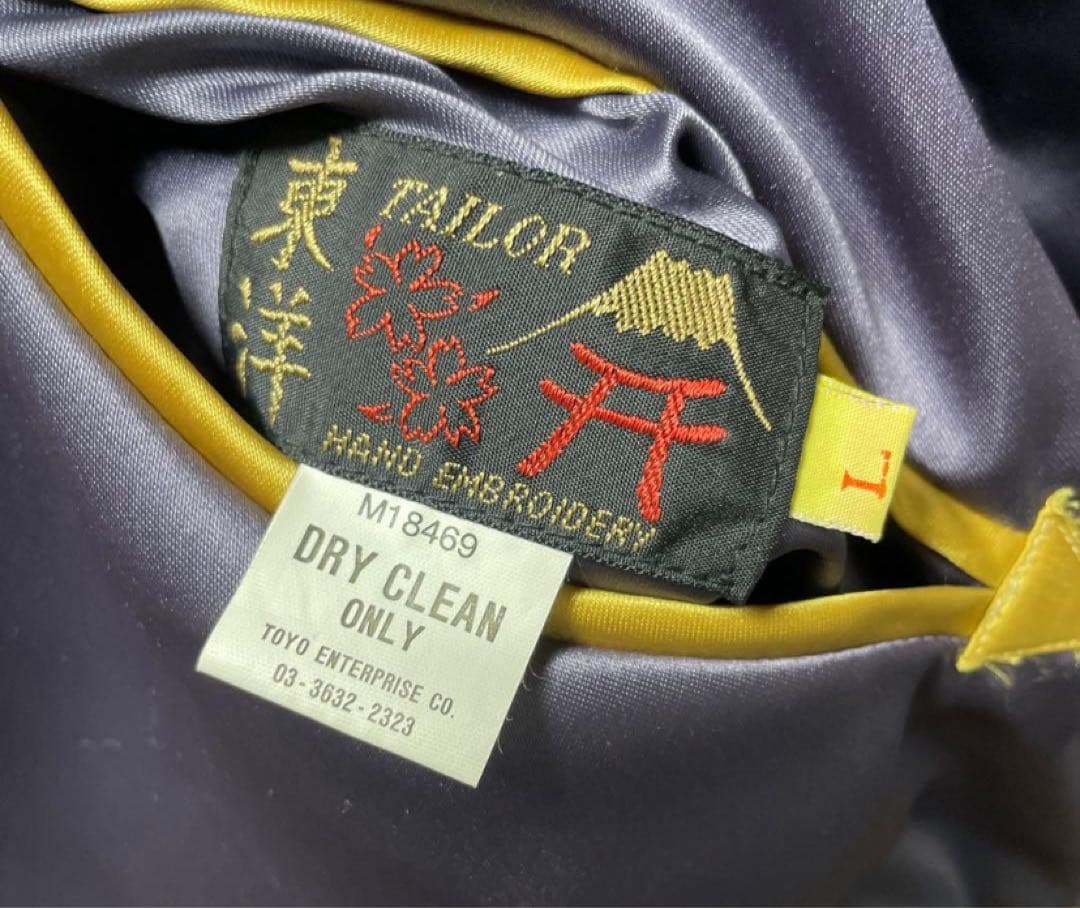 東洋
TAILOR
HAND EMBROIDERY
L
M18469
DRY CLEAN
ONLY
TOYO ENTERPRISE CO.
03-3632-2323